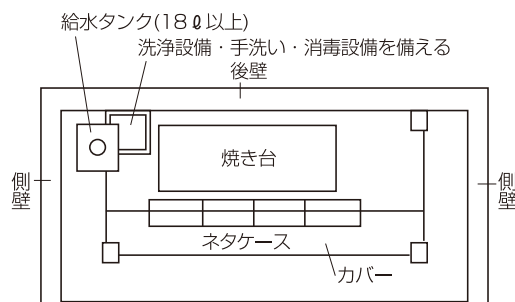 給水タンク(18ℓ以上)
洗浄設備・手洗い・消毒設備を備える
後壁
焼き台
側壁
側壁
ネタケース
カバー